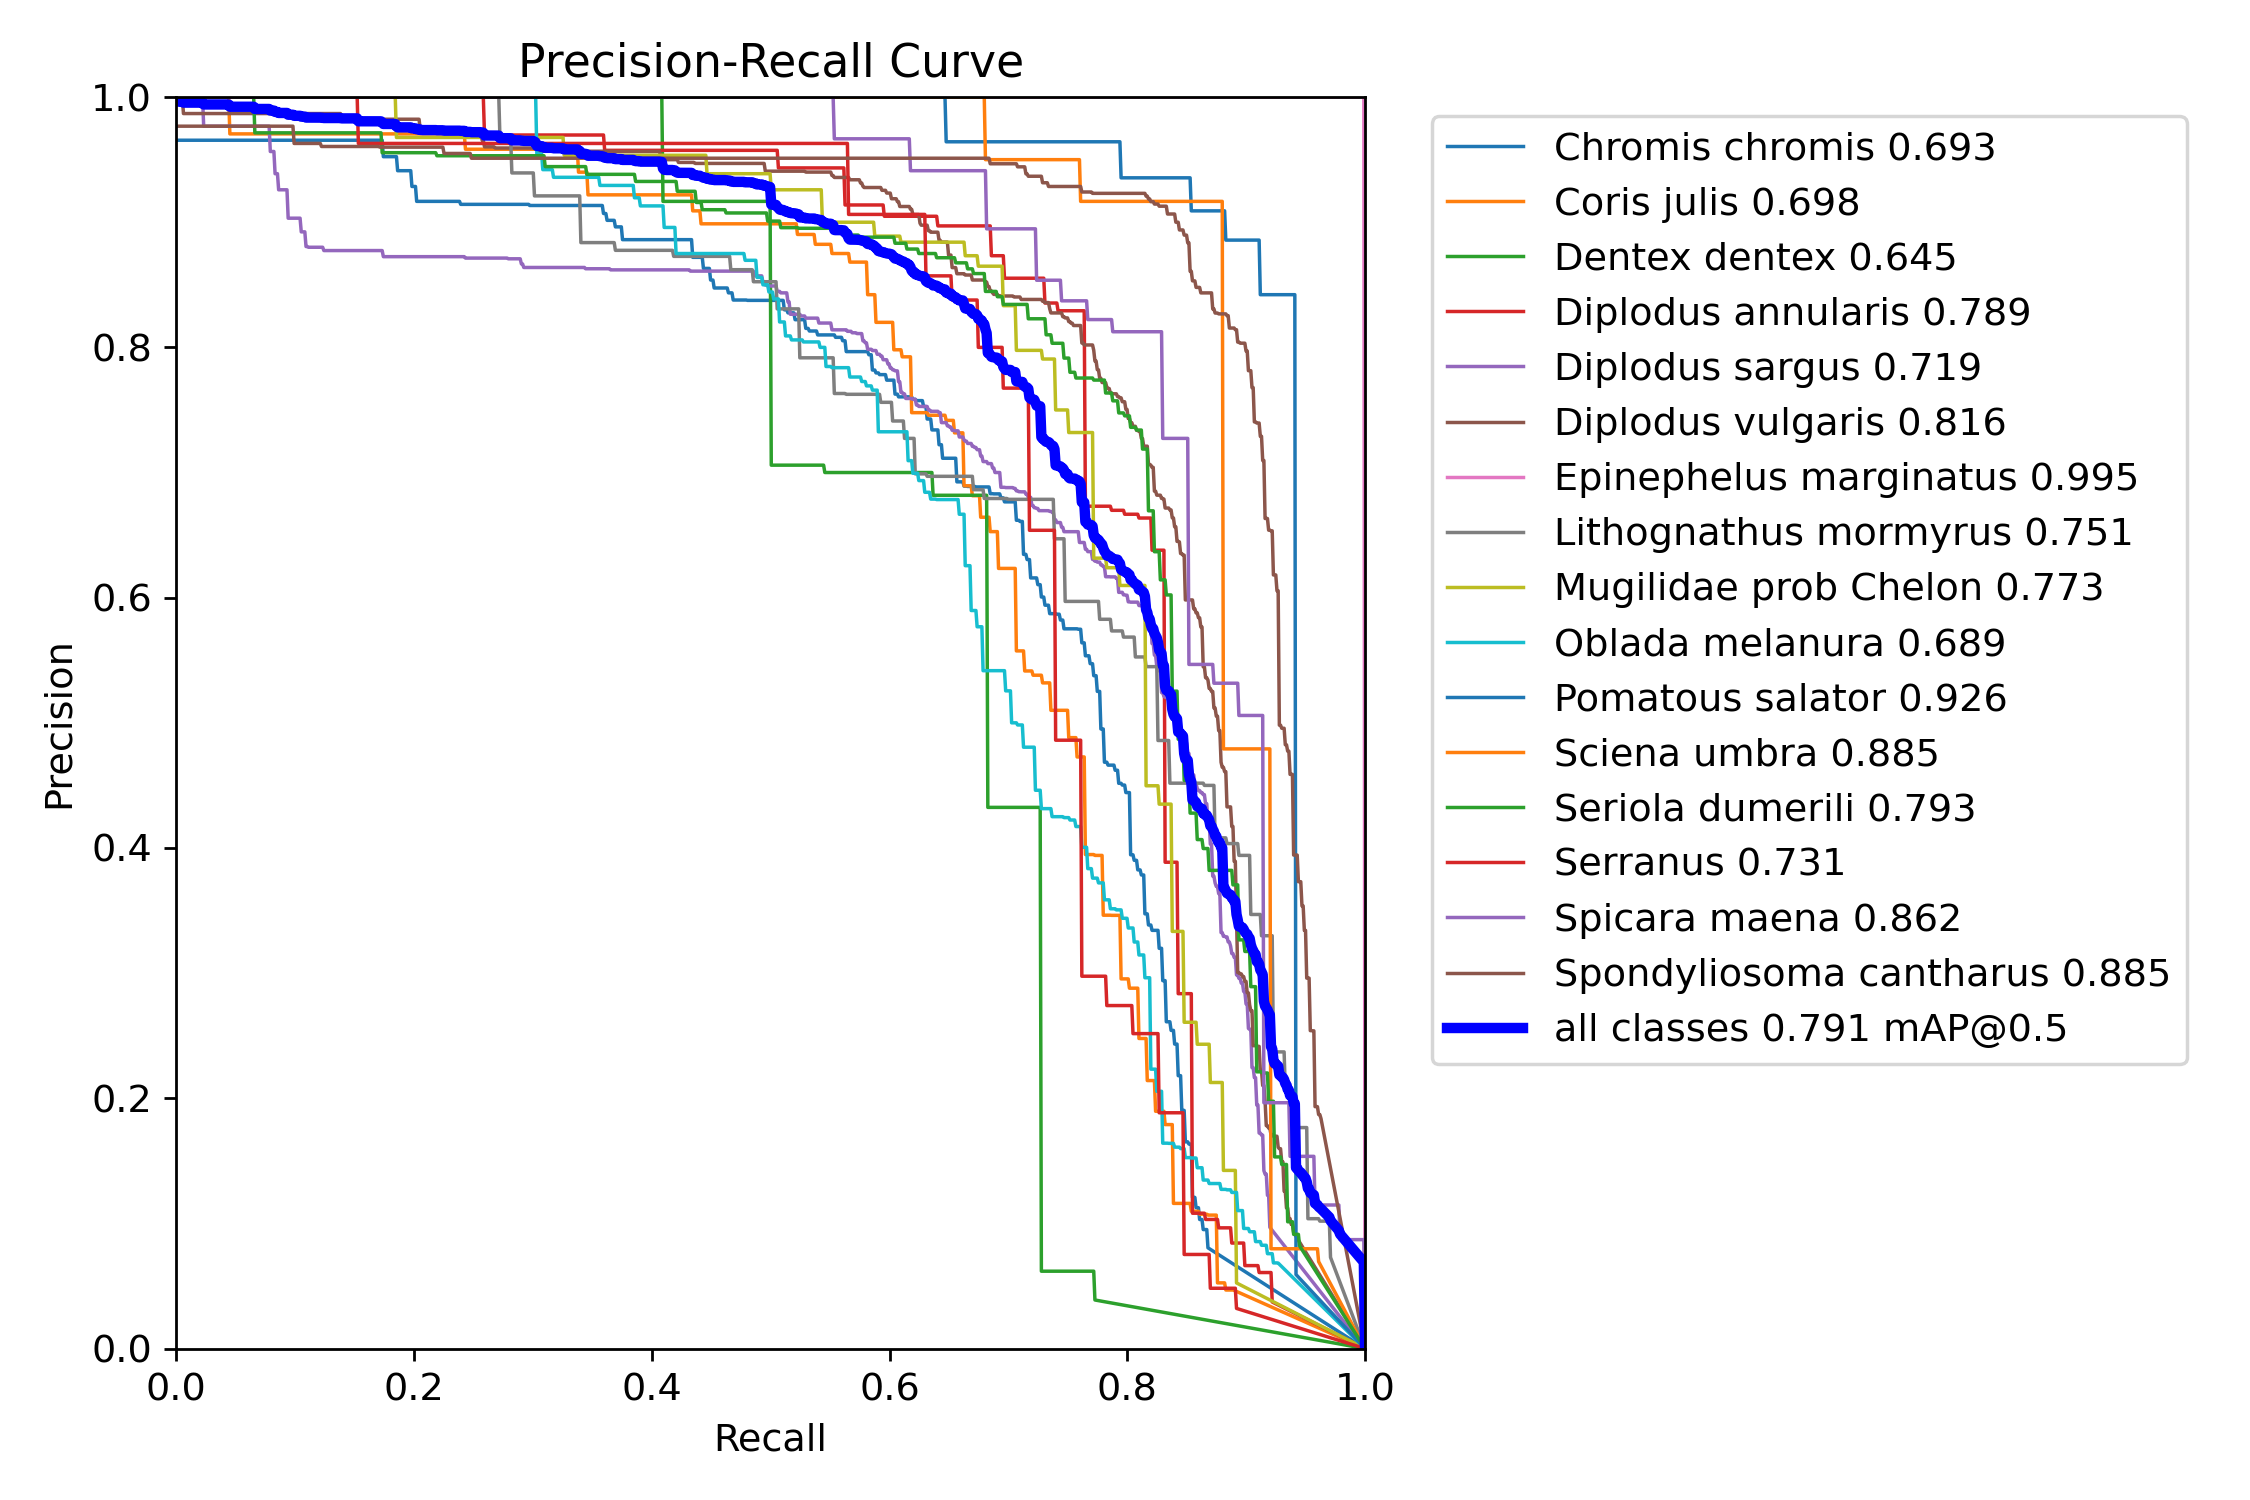 Precision-Recall Curve
1.0
0.8
0.6
0.4
0.2
0.0
Precision
0.0 0.2 0.4 0.6 0.8 1.0
Recall
Chromis chromis 0.693
Coris julis 0.698
Dentex dentex 0.645
Diplodus annularis 0.789
Diplodus sargus 0.719
Diplodus vulgaris 0.816
Epinephelus marginatus 0.995
Lithognathus mormyrus 0.751
Mugilidae prob Chelon 0.773
Oblada melanura 0.689
Pomatous salator 0.926
Sciena umbra 0.885
Seriola dumerili 0.793
Serranus 0.731
Spicara maena 0.862
Spondyliosoma cantharus 0.885
all classes 0.791 mAP@0.5